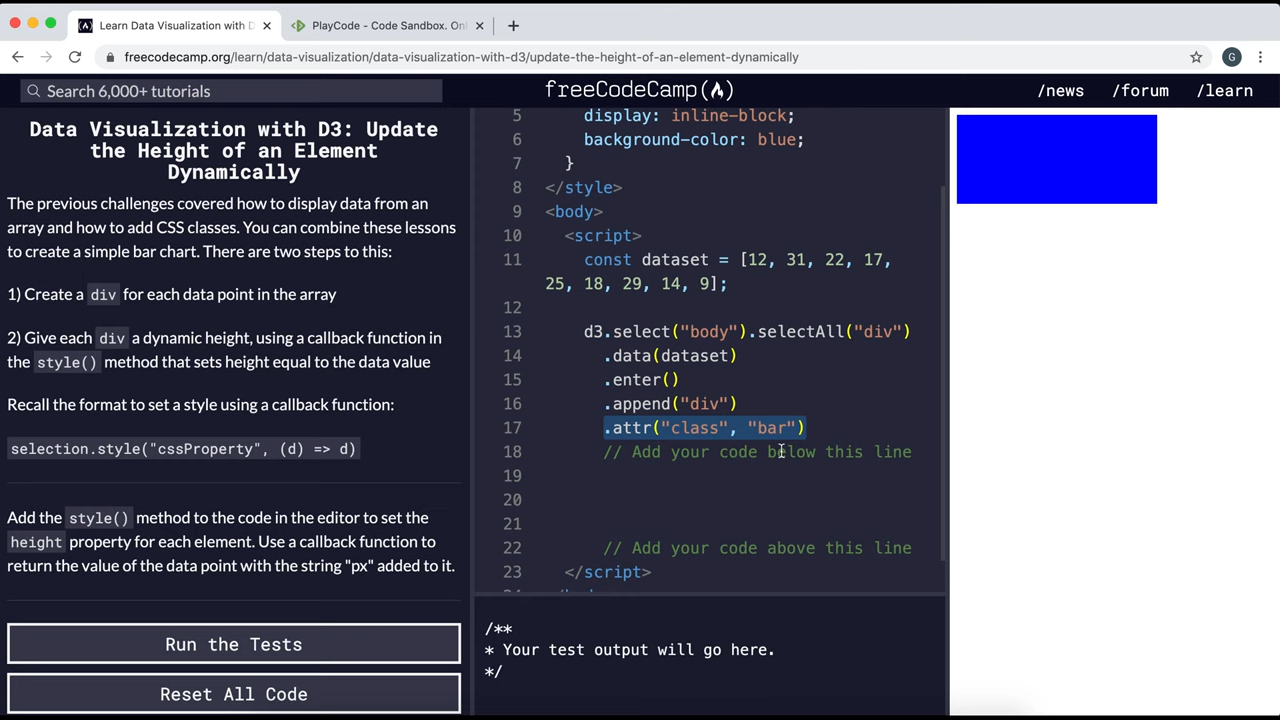 Learn Data Visualization with D
PlayCode - Code Sandbox. Onl
freecodecamp.org/learn/data-visualization/data-visualization-with-d3/update-the-height-of-an-element-dynamically
G
Search 6,000+ tutorials
freeCodeCamp
/news
/forum
/learn
Data Visualization with D3: Update
the Height of an Element
Dynamically
The previous challenges covered how to display data from an
array and how to add CSS classes. You can combine these lessons
to create a simple bar chart. There are two steps to this:
1) Create a div for each data point in the array
2) Give each div a dynamic height, using a callback function in
the style() method that sets height equal to the data value
Recall the format to set a style using a callback function:
selection.style("cssProperty", (d) => d)
Add the style() method to the code in the editor to set the
height property for each element. Use a callback function to
return the value of the data point with the string "px" added to it.
Run the Tests
Reset All Code
5 display: inline-block;
6 background-color: blue;
7 }
8 </style>
9 <body>
10 <script>
11 const dataset = [12, 31, 22, 17,
25, 18, 29, 14, 9];
12
13 d3.select("body").selectAll("div")
14 .data(dataset)
15 .enter()
16 .append("div")
17 .attr("class", "bar")
18 // Add your code below this line
19
20
21
22 // Add your code above this line
23 </script>
/**
* Your test output will go here.
*/